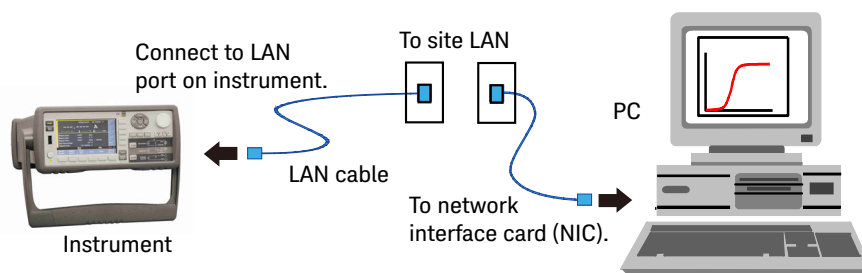 Connect to LAN
port on instrument.
To site LAN
PC
LAN cable
To network
interface card (NIC).
Instrument